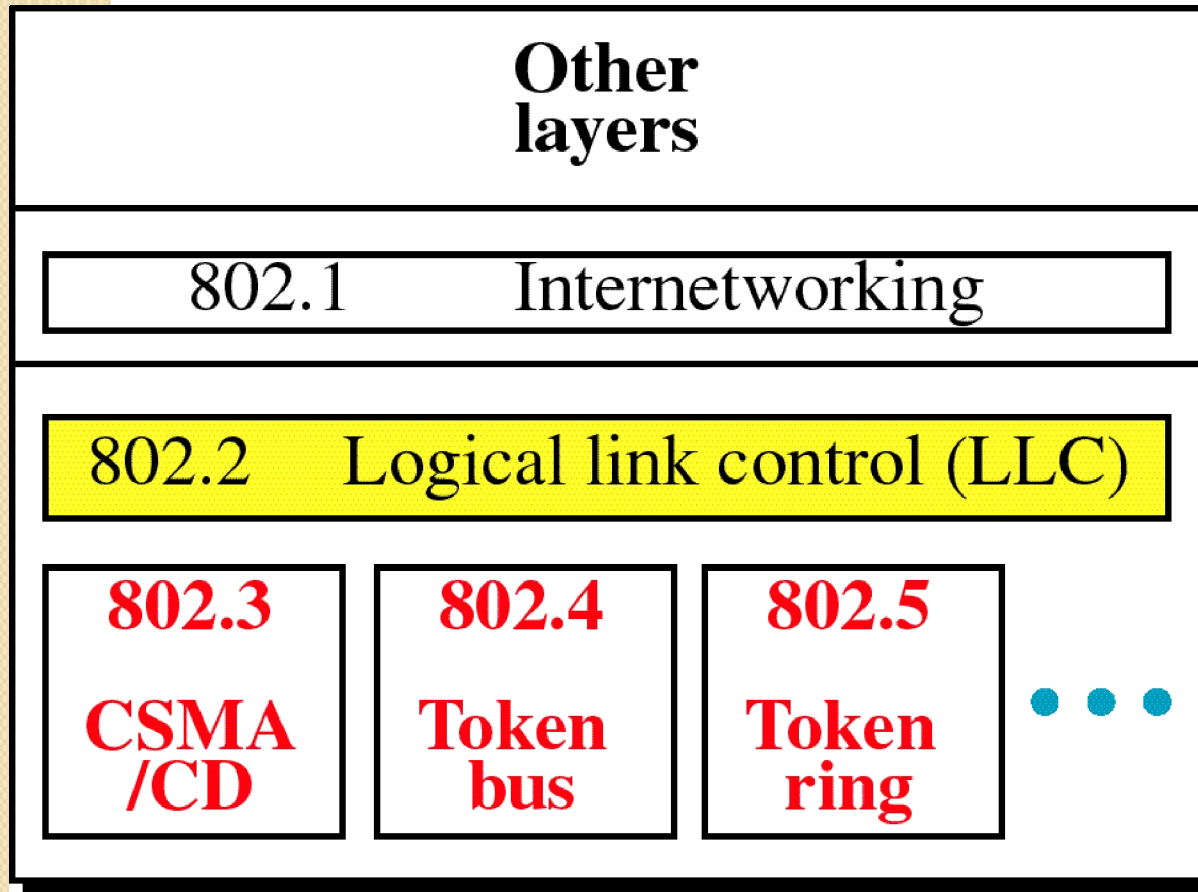 Other
layers
802.1 Internetworking
802.2 Logical link control (LLC)
802.3 802.4 802.5
CSMA Token Token
/CD bus ring